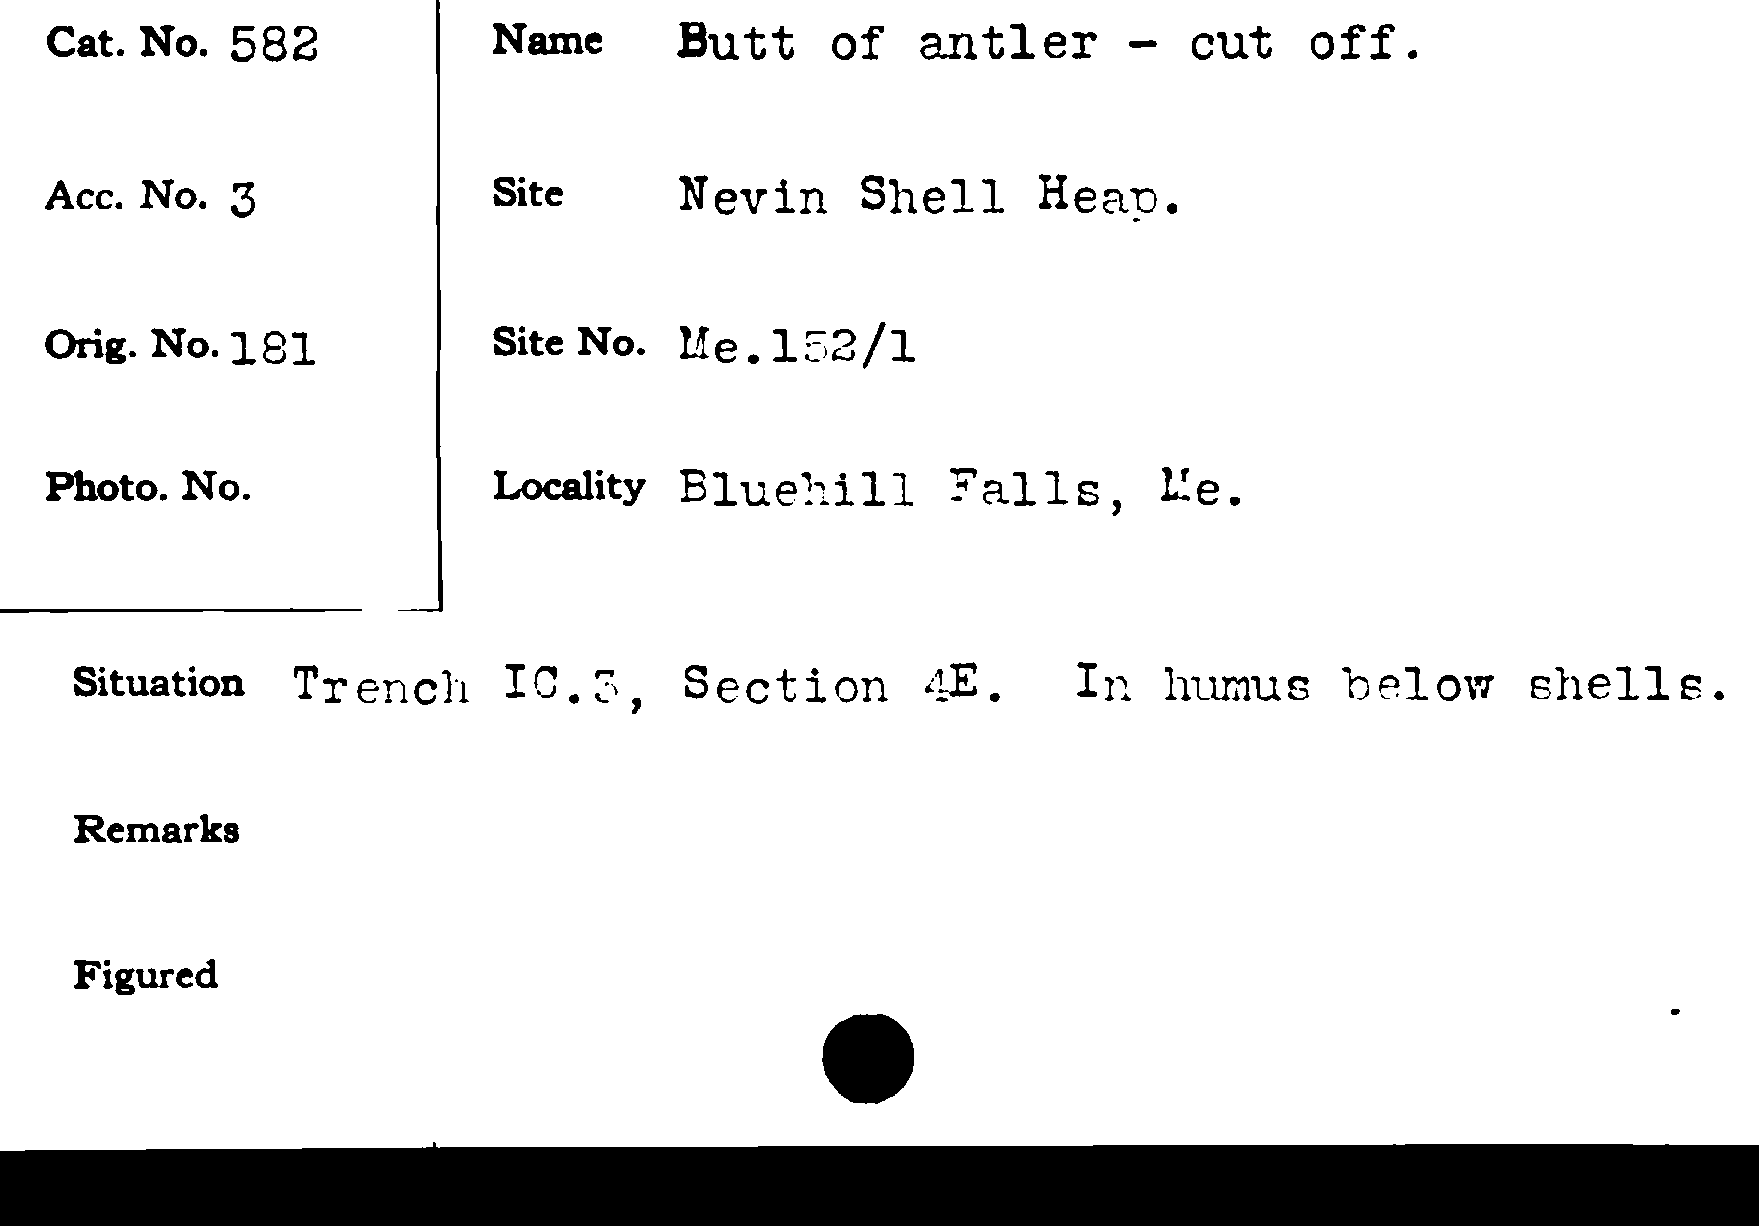 Cat. No. 582
Name Butt of antler - cut off.
Acc. No. 3
Site Nevin Shell Heap.
Orig. No. 181
Site No. Me.152/1
Photo. No.
Locality Bluehill Falls, Me.
Situation Trench IC.3, Section 4E. In humus below shells.
Remarks
Figured